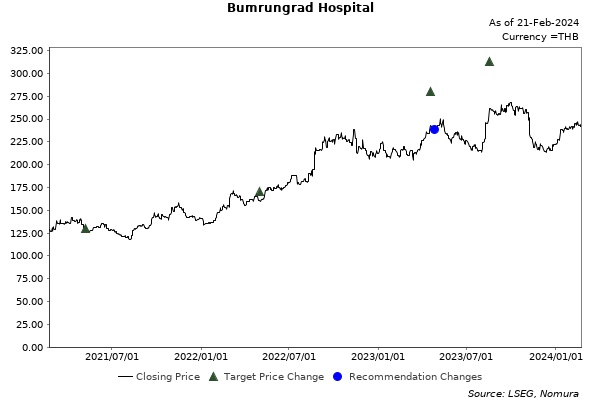 Bumrungrad Hospital
As of 21-Feb-2024
Currency =THB
325.00
300.00
275.00
250.00
225.00
200.00
175.00
150.00
125.00
100.00
75.00
50.00
25.00
0.00
2021/07/01 2022/01/01 2022/07/01 2023/01/01 2023/07/01 2024/01/01
Closing Price Target Price Change Recommendation Changes
Source: LSEG, Nomura